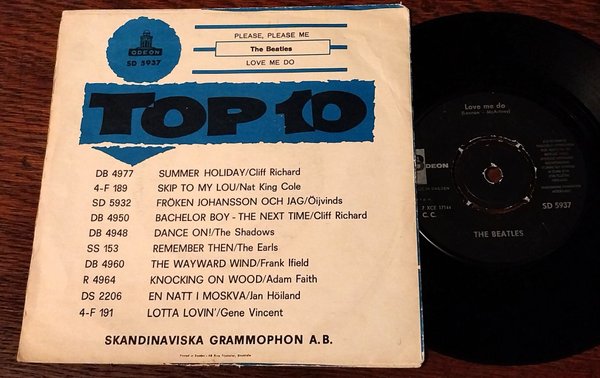 ODEON
SD 5937
PLEASE, PLEASE ME
The Beatles
LOVE ME DO
TOP 10
DB 4977 SUMMER HOLIDAY/Cliff Richard
4-F 189 SKIP TO MY LOU/Nat King Cole
SD 5932 FRÖKEN JOHANSSON OCH JAG/Öijvinds
DB 4950 BACHELOR BOY - THE NEXT TIME/Cliff Richard
DB 4948 DANCE ON!/The Shadows
SS 153 REMEMBER THEN/The Earls
DB 4960 THE WAYWARD WIND/Frank Ifield
R 4964 KNOCKING ON WOOD/Adam Faith
DS 2206 EN NATT I MOSKVA/Jan Höiland
4-F 191 LOTTA LOVIN'/Gene Vincent
SKANDINAVISKA GRAMMOPHON A.B.
Love me do
ODEON
7 XCE 17144
C. C.
SD 5937
THE BEATLES